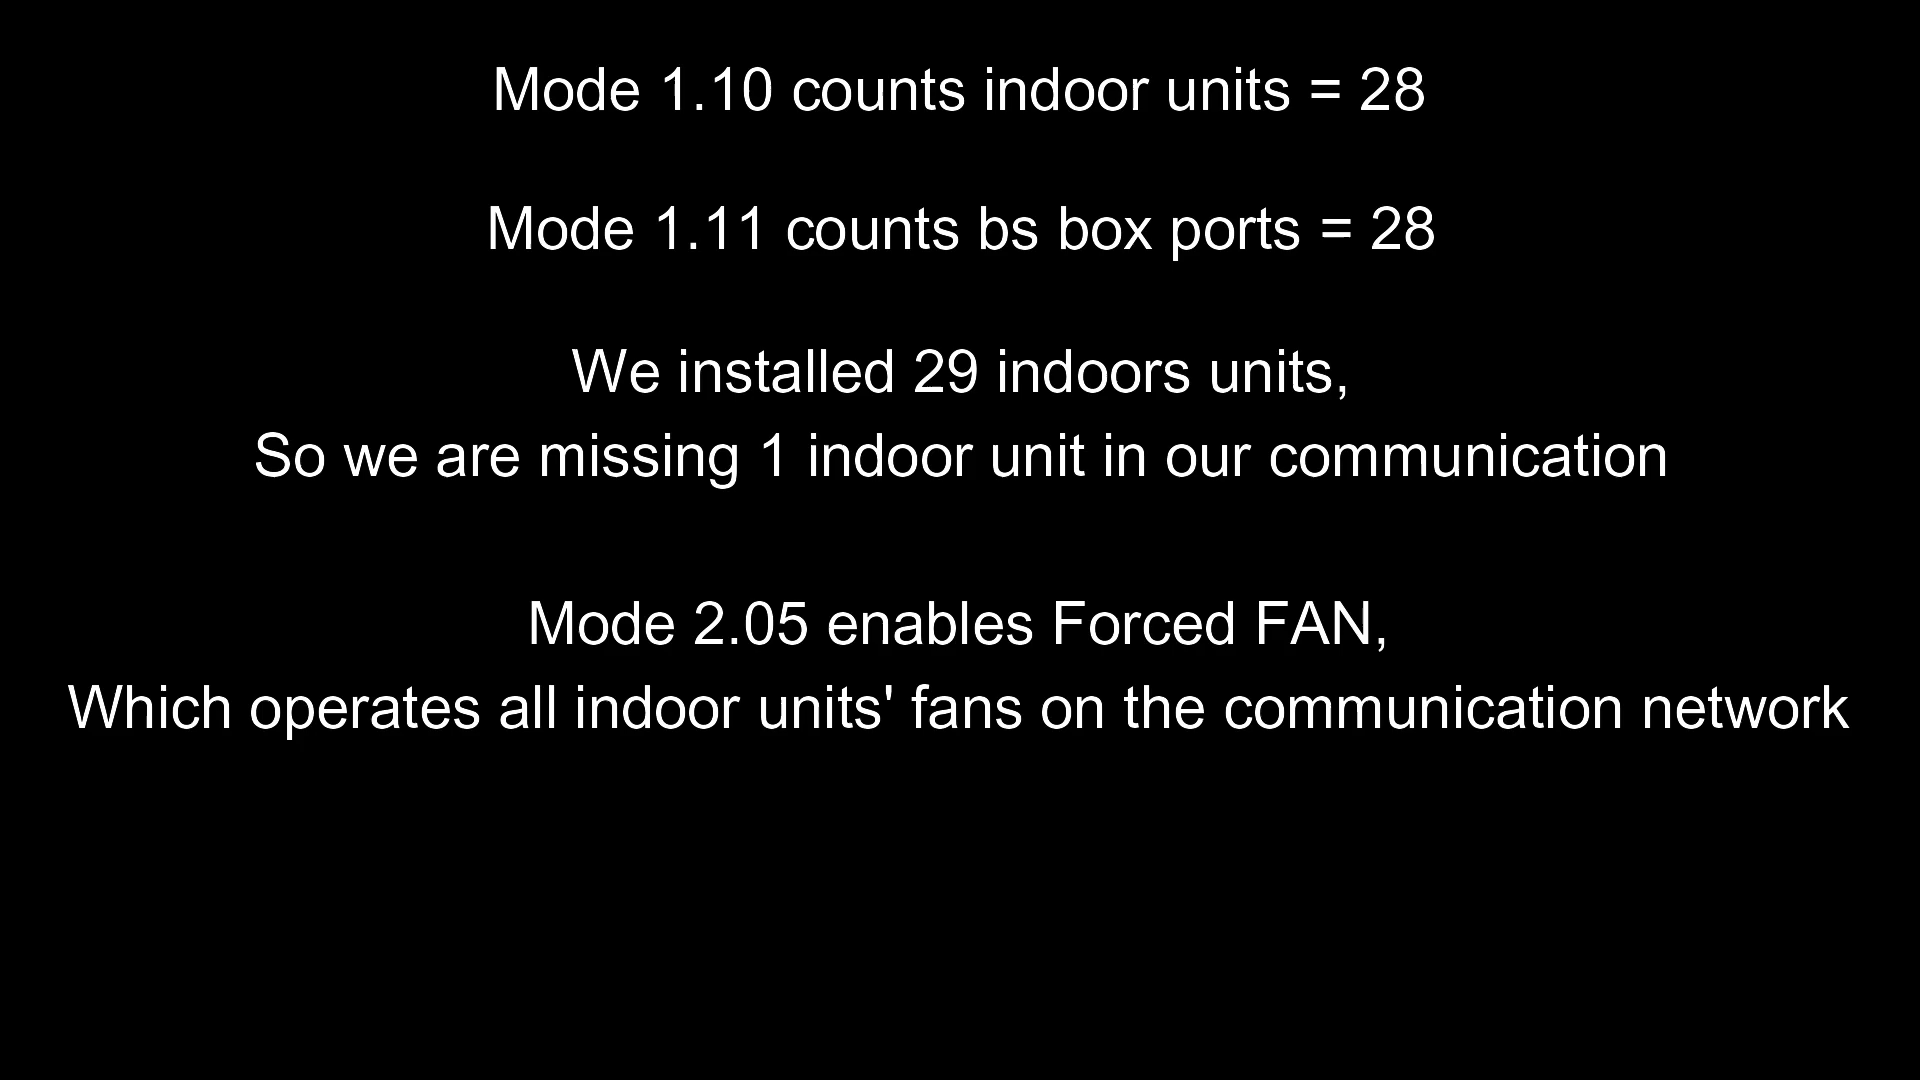 Mode 1.10 counts indoor units = 28
Mode 1.11 counts bs box ports = 28
We installed 29 indoors units,
So we are missing 1 indoor unit in our communication
Mode 2.05 enables Forced FAN,
Which operates all indoor units' fans on the communication network